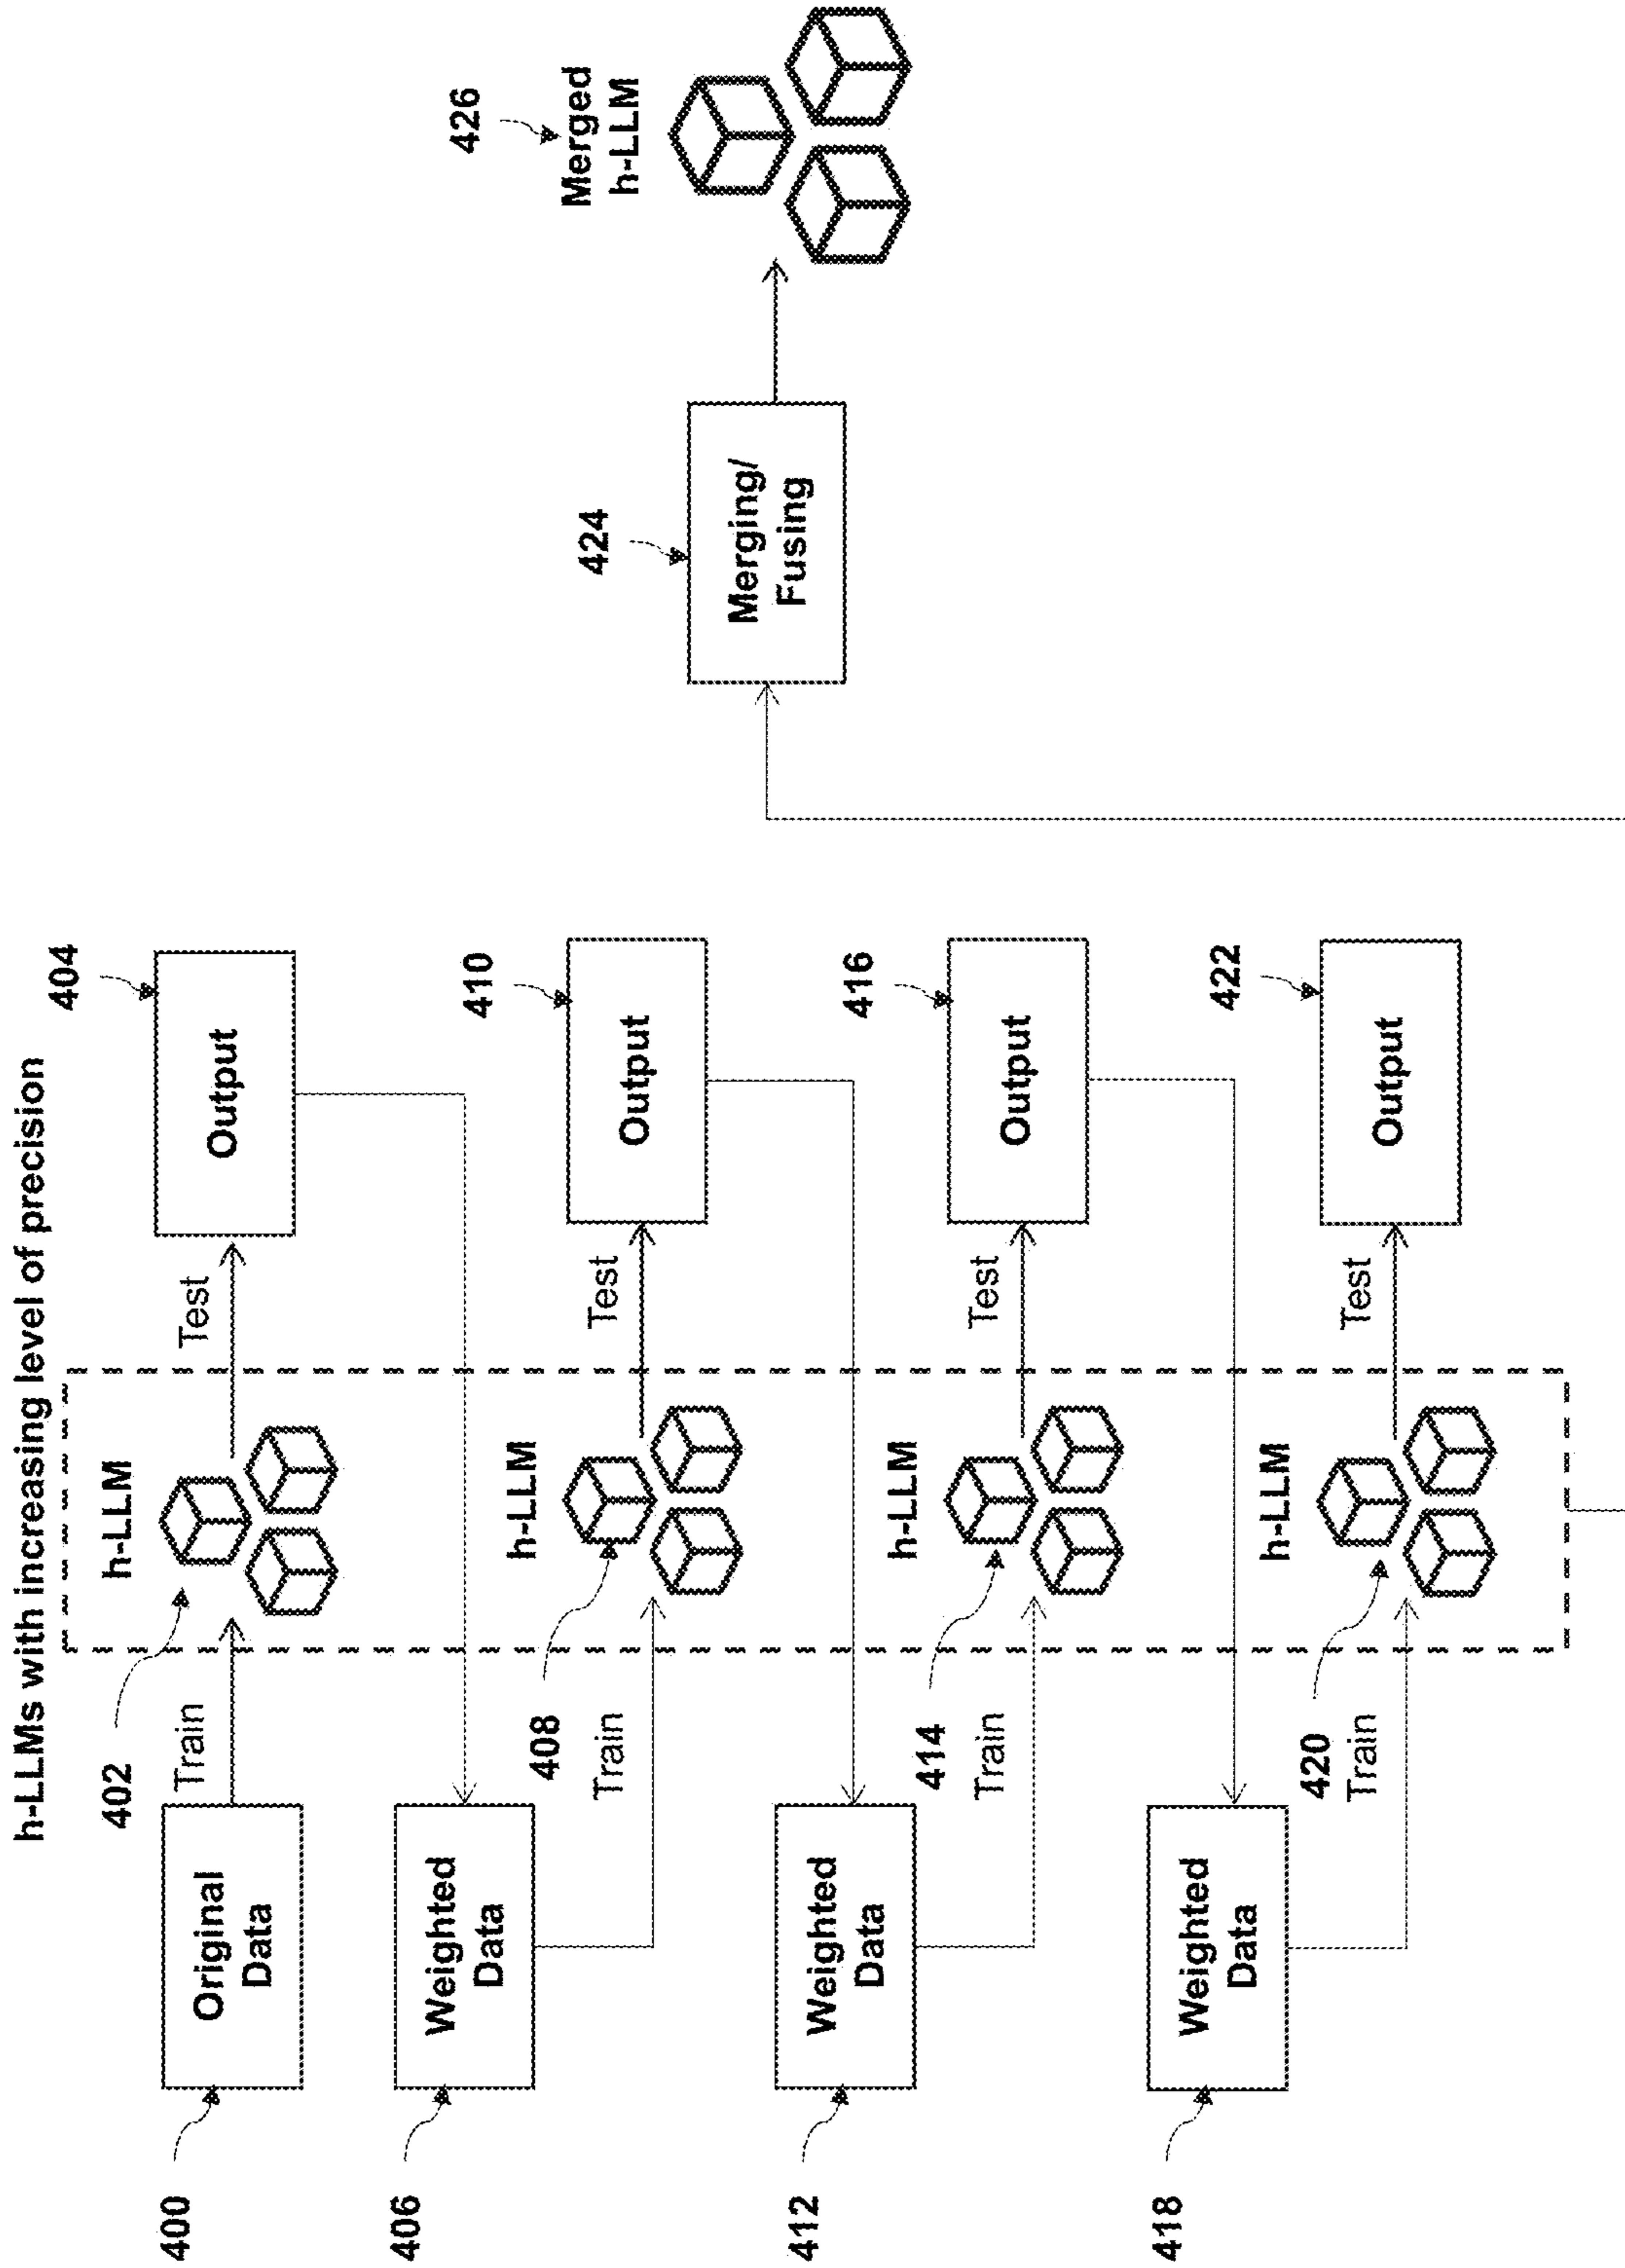 h-LLMs with increasing level of precision
400
Original
Data
402
Train
h-LLM
Test
404
Output
406
Weighted
Data
408
Train
h-LLM
Test
410
Output
412
Weighted
Data
414
Train
h-LLM
Test
416
Output
418
Weighted
Data
420
Train
h-LLM
Test
422
Output
424
Merging/
Fusing
426
Merged
h-LLM